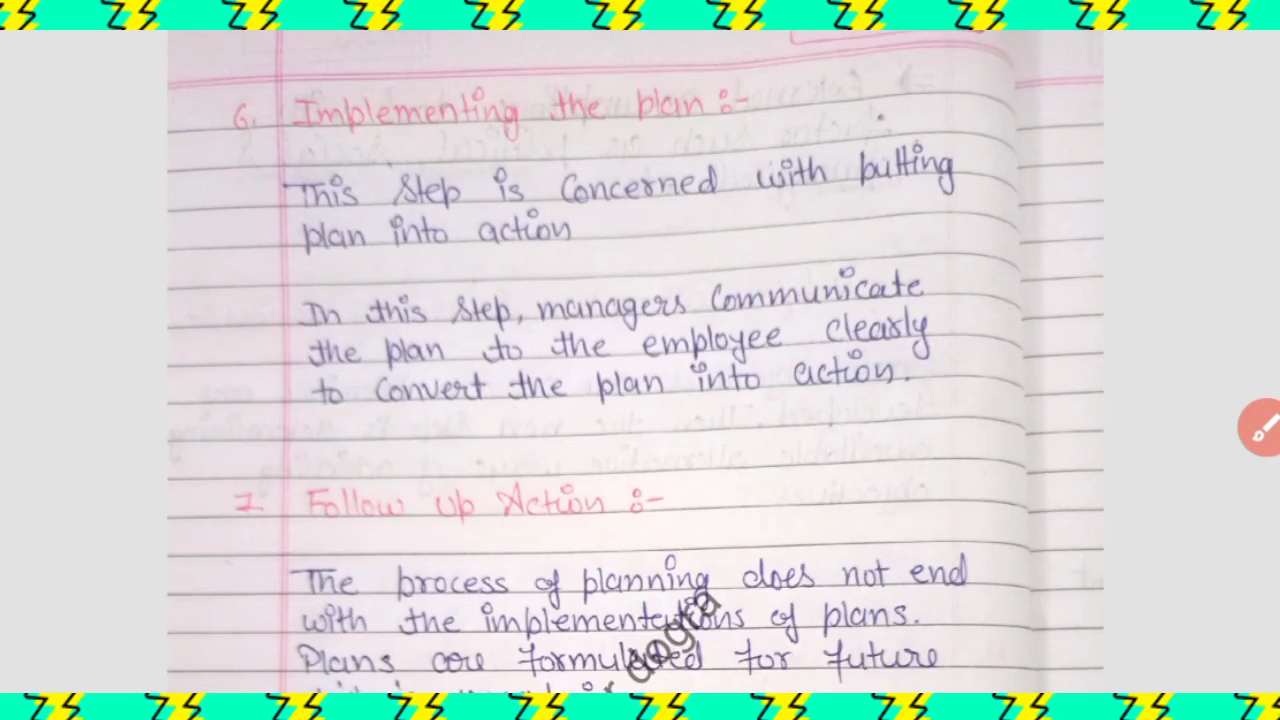 6. Implementing the plan :-
This step is concerned with putting
plan into action
In this step, managers communicate
the plan to the employee clearly
to convert the plan into action.
7. Follow up Action :-
The process of planning does not end
with the implementations of plans.
Plans are formulated for future
dogra